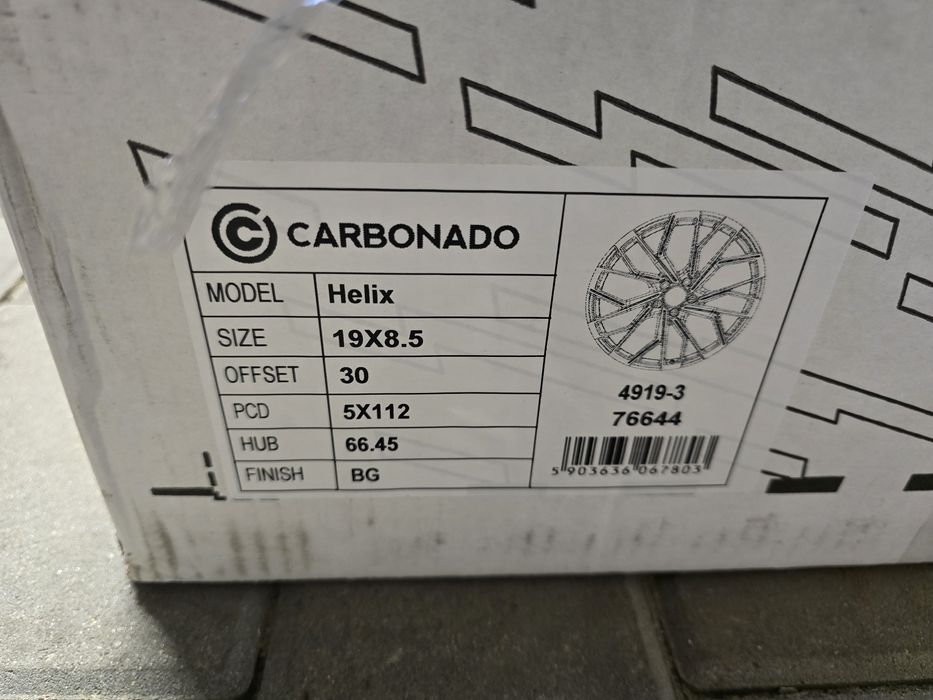 CARBONADO
MODEL Helix
SIZE 19X8.5
OFFSET 30
PCD 5X112
HUB 66.45
FINISH BG
4919-3
76644
5 903636 067803